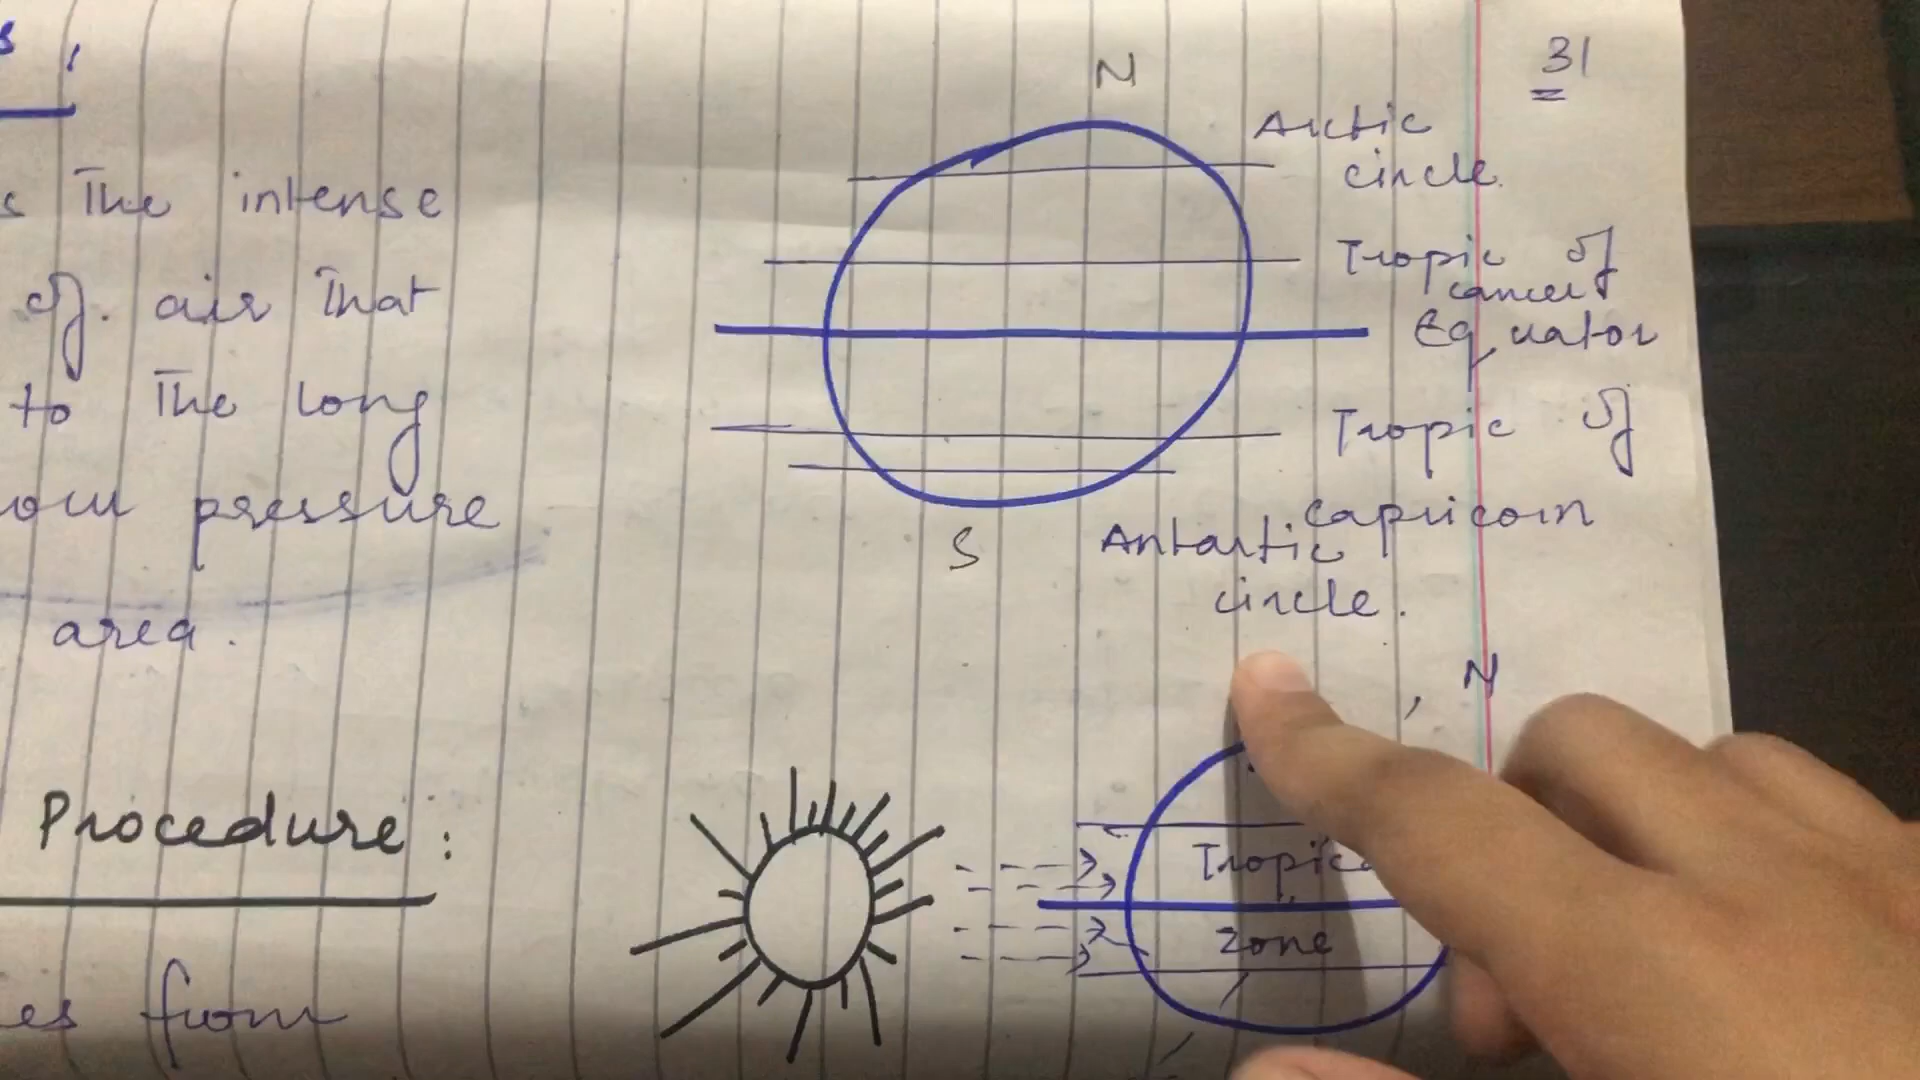 31
N
Arctic
circle.
Tropic of
cancer
Equator
Tropic of
capricorn
S
Antartic
circle.
The intense
of. air that
to The long
pressure
area.
Procedure:
from
N
Tropic
zone